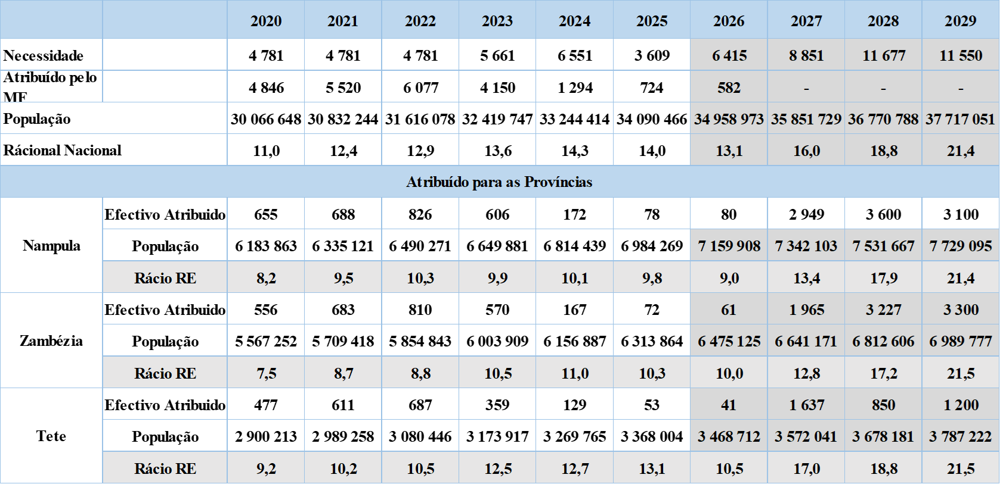 2020 2021 2022 2023 2024 2025 2026 2027 2028 2029
Necessidade 4 781 4 781 4 781 5 661 6 551 3 609 6 415 8 851 11 677 11 550
Atribuído pelo
MF 4 846 5 520 6 077 4 150 1 294 724 582 - - -
População 30 066 648 30 832 244 31 616 078 32 419 747 33 244 414 34 090 466 34 958 973 35 851 729 36 770 788 37 717 051
Rácional Nacional 11,0 12,4 12,9 13,6 14,3 14,0 13,1 16,0 18,8 21,4
Atribuído para as Províncias
Nampula
Efectivo Atribuido 655 688 826 606 172 78 80 2 949 3 600 3 100
População 6 183 863 6 335 121 6 490 271 6 649 881 6 814 439 6 984 269 7 159 908 7 342 103 7 531 667 7 729 095
Rácio RE 8,2 9,5 10,3 9,9 10,1 9,8 9,0 13,4 17,9 21,4
Zambézia
Efectivo Atribuido 556 683 810 570 167 72 61 1 965 3 227 3 300
População 5 567 252 5 709 418 5 854 843 6 003 909 6 156 887 6 313 864 6 475 125 6 641 171 6 812 606 6 989 777
Rácio RE 7,5 8,7 8,8 10,5 11,0 10,3 10,0 12,8 17,2 21,5
Tete
Efectivo Atribuido 477 611 687 359 129 53 41 1 637 850 1 200
População 2 900 213 2 989 258 3 080 446 3 173 917 3 269 765 3 368 004 3 468 712 3 572 041 3 678 181 3 787 222
Rácio RE 9,2 10,2 10,5 12,5 12,7 13,1 10,5 17,0 18,8 21,5